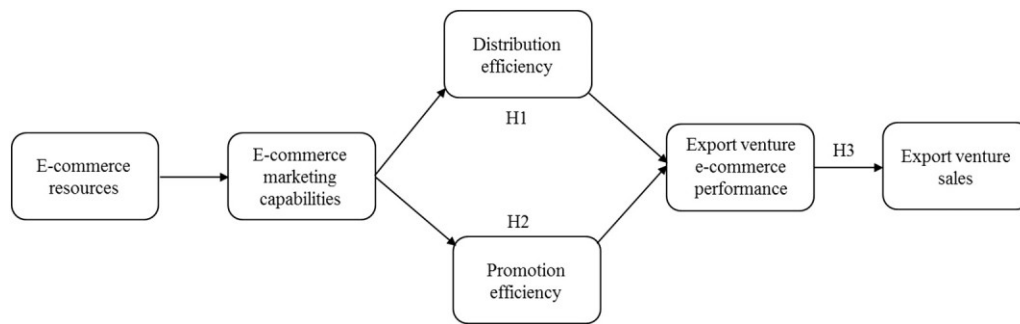 E-commerce
resources
E-commerce
marketing
capabilities
Distribution
efficiency
H1
H2
Promotion
efficiency
Export venture
e-commerce
performance
H3
Export venture
sales